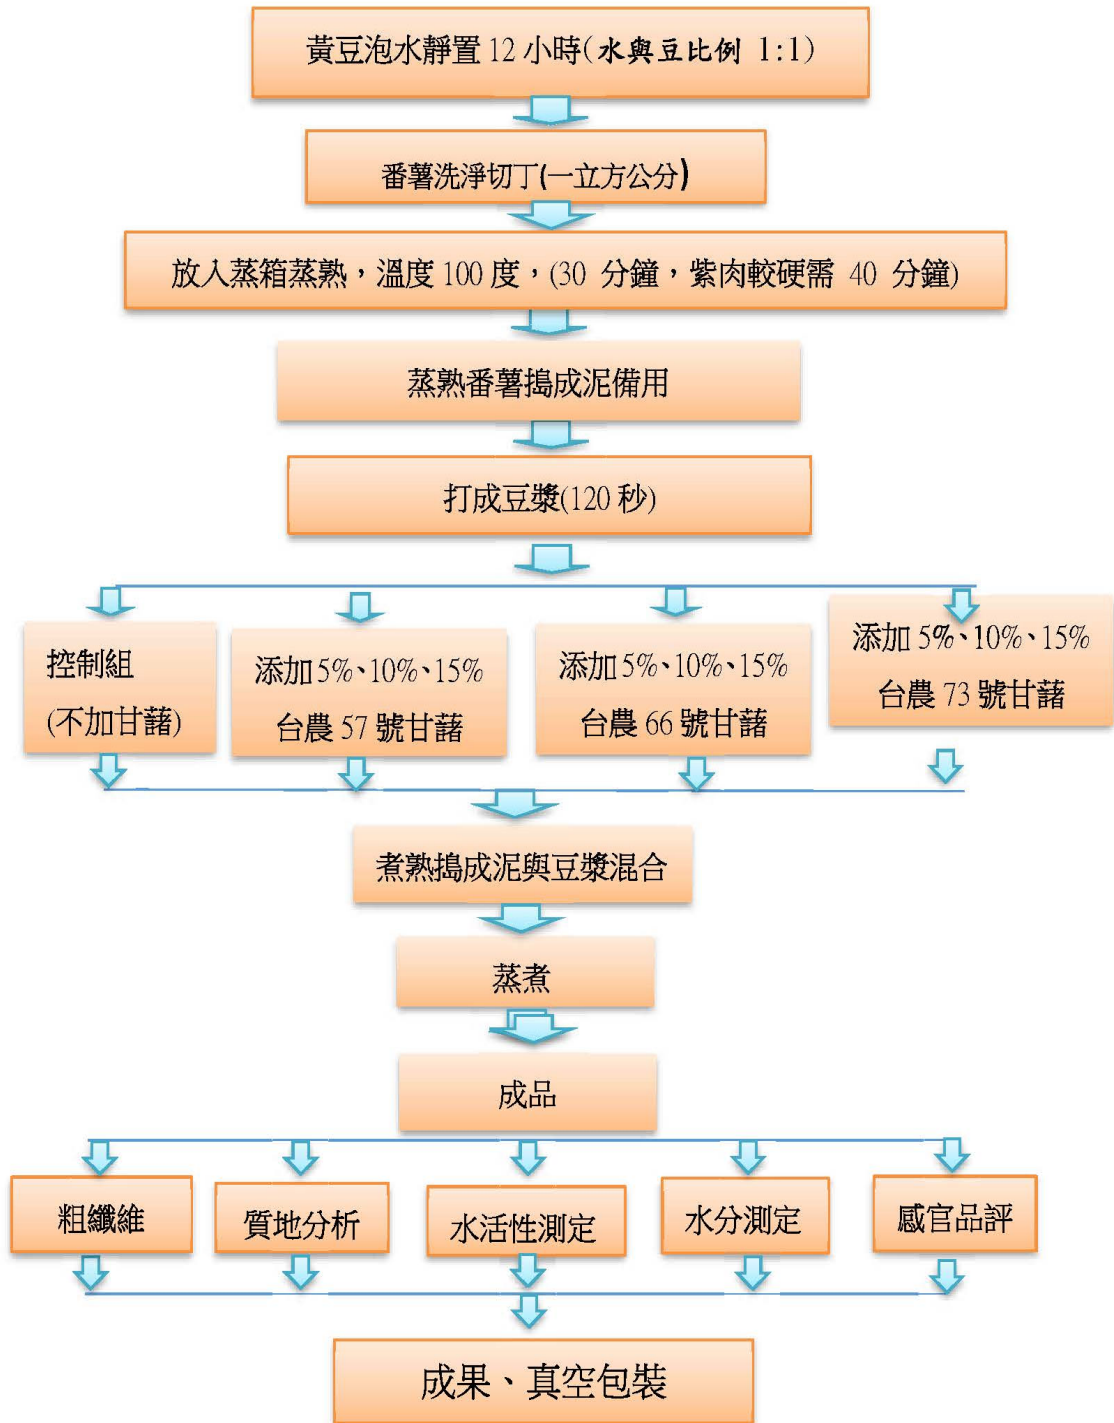 黃豆泡水靜置 12 小時(水與豆比例 1:1)
番薯洗淨切丁(一立方公分)
放入蒸箱蒸熟，溫度 100 度，(30 分鐘，紫肉較硬需 40 分鐘)
蒸熟番薯搗成泥備用
打成豆漿(120 秒)
控制組
(不加甘藷)
添加 5%、10%、15%
台農 57 號甘藷
添加 5%、10%、15%
台農 66 號甘藷
添加 5%、10%、15%
台農 73 號甘藷
煮熟搗成泥與豆漿混合
蒸煮
成品
粗纖維
質地分析
水活性測定
水分測定
感官品評
成果、真空包裝